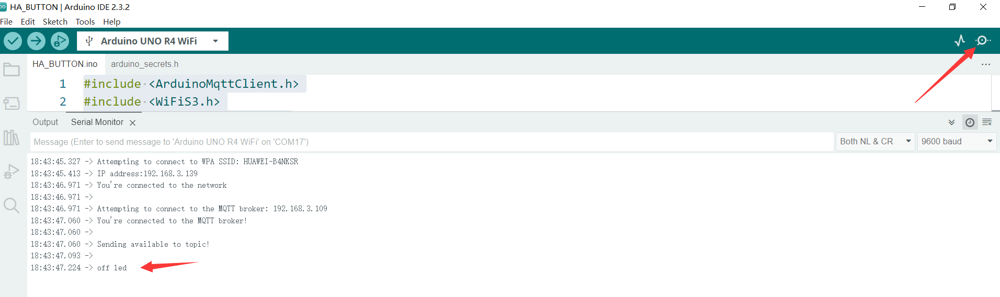 HA_BUTTON | Arduino IDE 2.3.2
File Edit Sketch Tools Help
Arduino UNO R4 WiFi
HA_BUTTON.ino arduino_secrets.h
1 #include <ArduinoMqttClient.h>
2 #include <WiFiS3.h>
Output Serial Monitor
Message (Enter to send message to 'Arduino UNO R4 WiFi' on 'COM17') Both NL & CR 9600 baud
18:43:45.327 -> Attempting to connect to WPA SSID: HUAWEI-B4NKSR
18:43:45.413 -> IP address:192.168.3.139
18:43:46.971 -> You're connected to the network
18:43:46.971 ->
18:43:46.971 -> Attempting to connect to the MQTT broker: 192.168.3.109
18:43:47.060 -> You're connected to the MQTT broker!
18:43:47.060 ->
18:43:47.060 -> Sending available to topic!
18:43:47.093 ->
18:43:47.224 -> off led